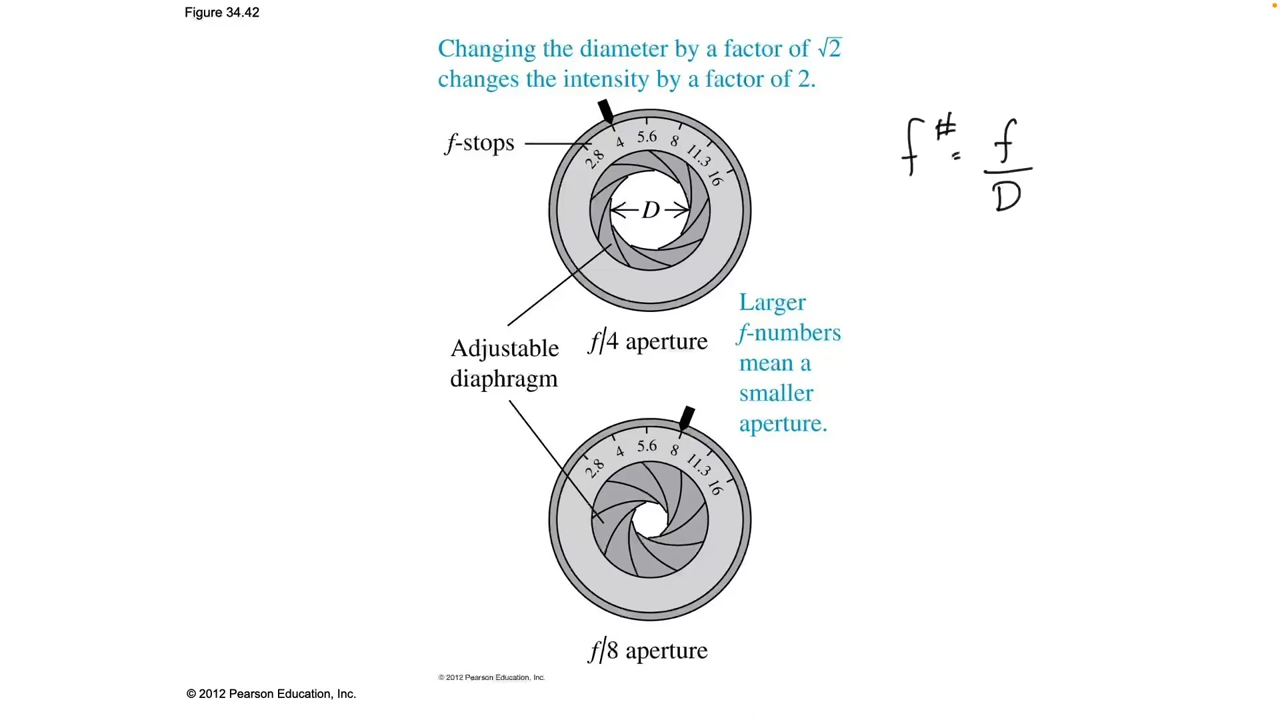 Figure 34.42
Changing the diameter by a factor of √2
changes the intensity by a factor of 2.
f-stops
2.8 4 5.6 8 11.3 16
D
f# = f/D
Adjustable
diaphragm
f/4 aperture
Larger
f-numbers
mean a
smaller
aperture.
2.8 4 5.6 8 11.3 16
f/8 aperture
© 2012 Pearson Education, Inc.
© 2012 Pearson Education, Inc.